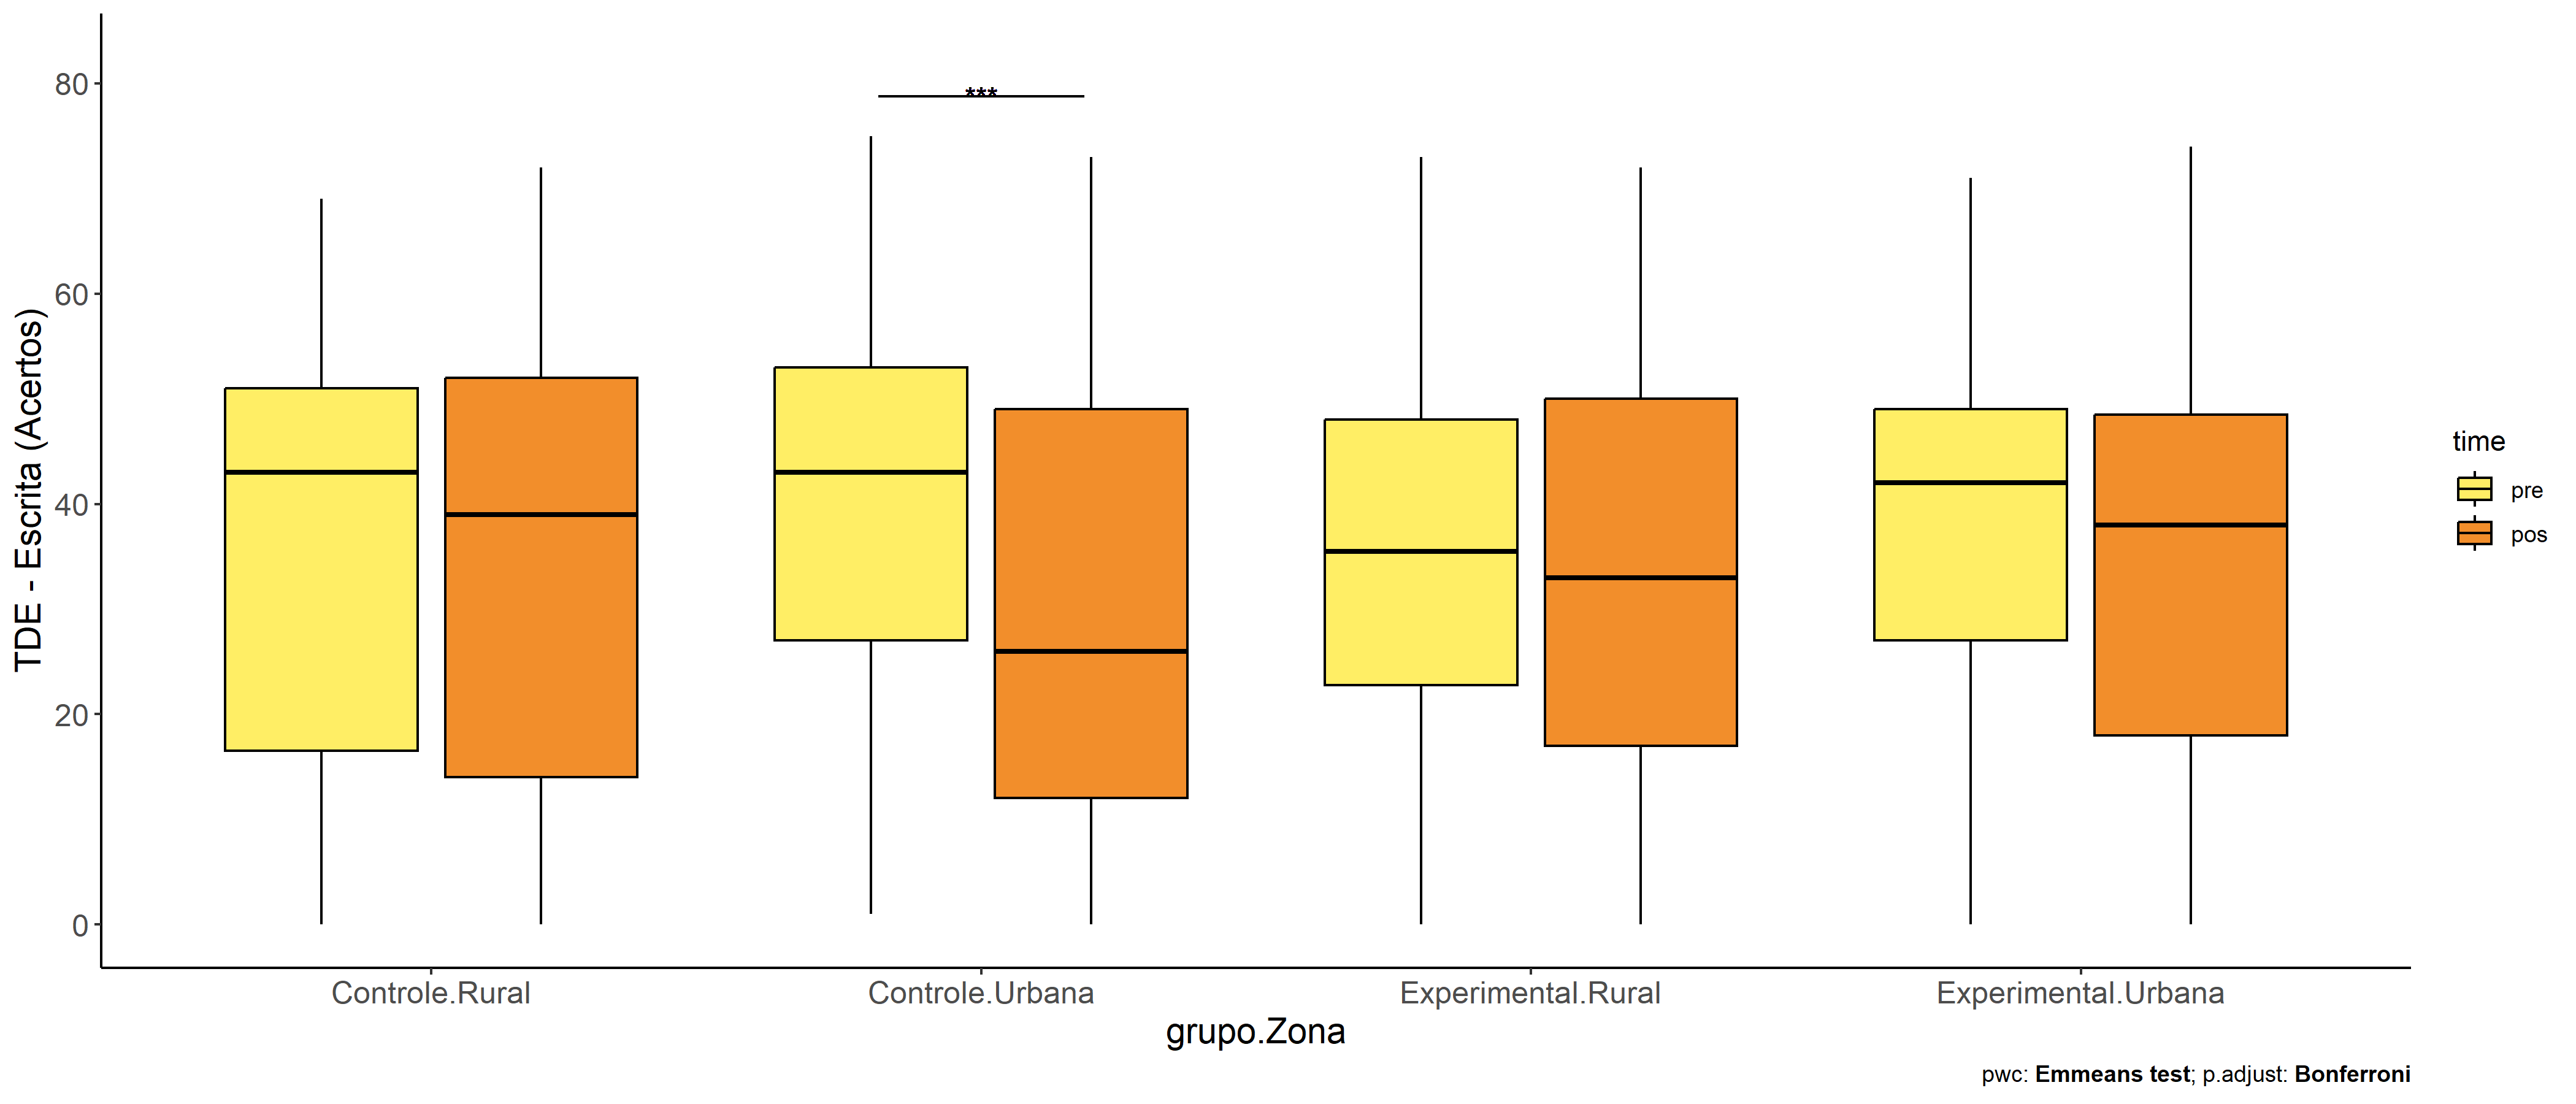 TDE - Escrita (Acertos)
80
60
40
20
0
***
Controle.Rural
Controle.Urbana
Experimental.Rural
Experimental.Urbana
grupo.Zona
time
pre
pos
pwc: Emmeans test; p.adjust: Bonferroni